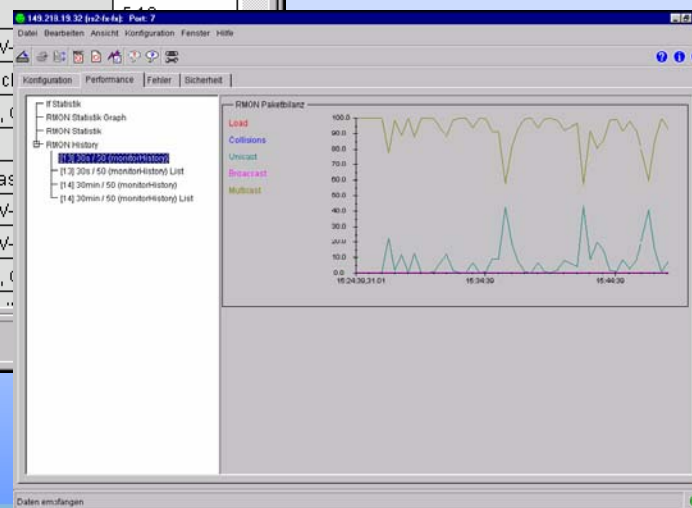 149.218.19.32 (rs2-fx-fx): Port: 7
Datei Bearbeiten Ansicht Konfiguration Fenster Hilfe
Konfiguration Performance Fehler Sicherheit
If Statistik
RMON Statistik Graph
RMON Statistik
RMON History
[13] 30s / 50 (monitorHistory)
[13] 30s / 50 (monitorHistory) List
[14] 30min / 50 (monitorHistory)
[14] 30min / 50 (monitorHistory) List
RMON Paketbilanz
Load
Collisions
Unicast
Broadcast
Multicast
100.0
90.0
80.0
70.0
60.0
50.0
40.0
30.0
20.0
10.0
0.0
15:24:39,31.01 15:34:39 15:44:39
Daten empfangen